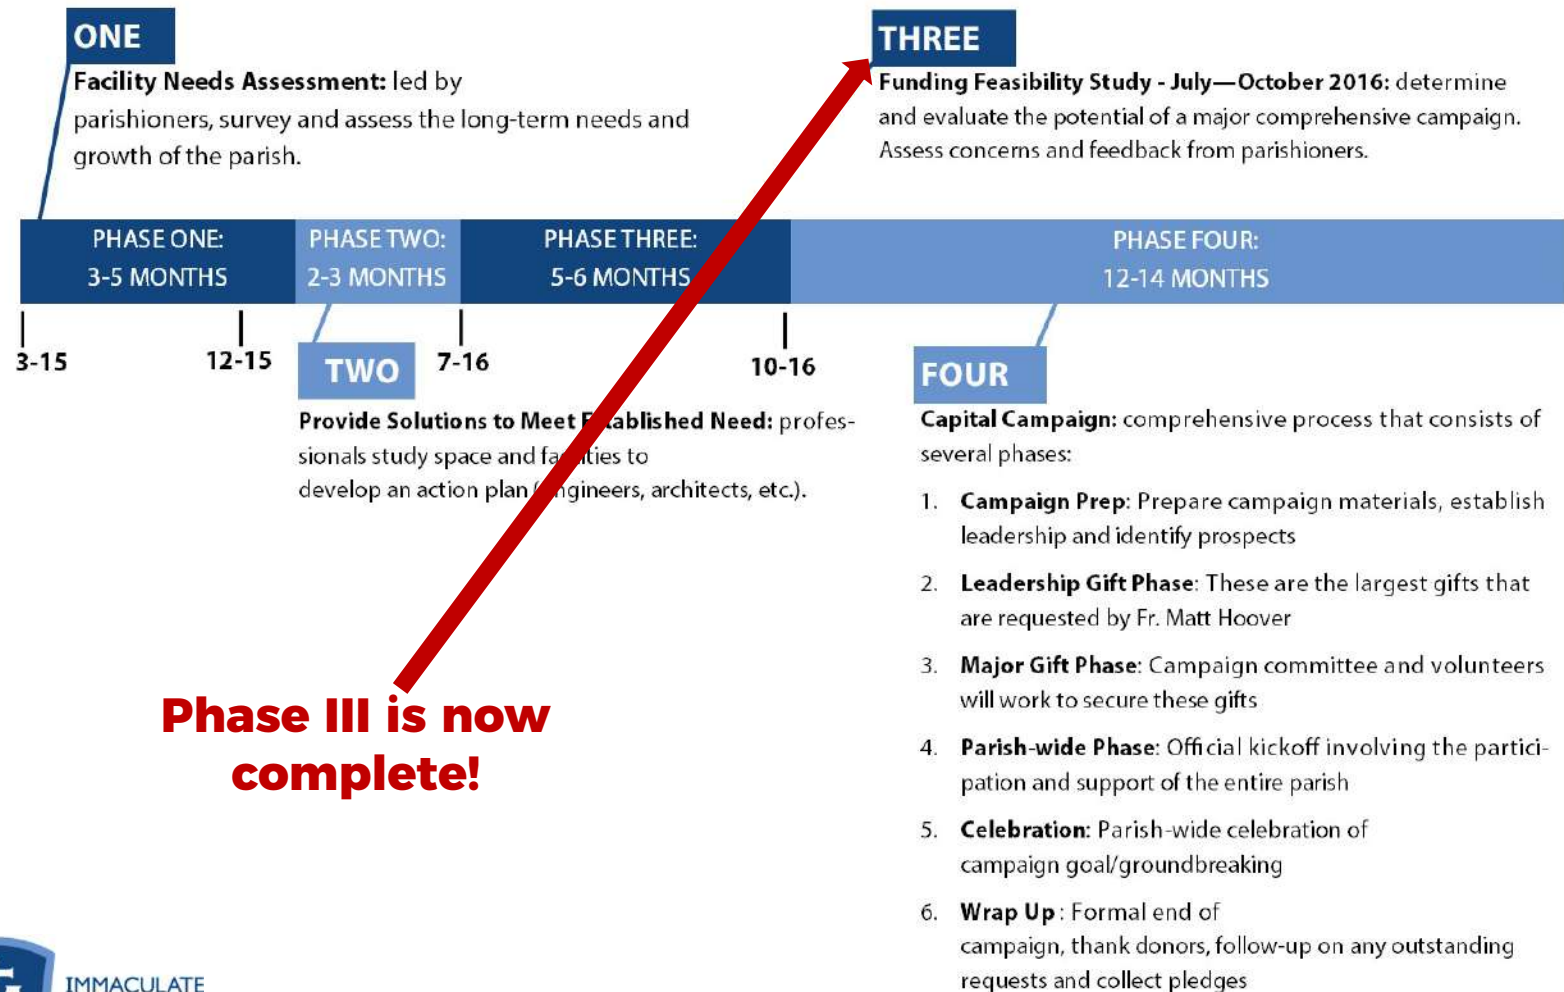 ONE
Facility Needs Assessment: led by
parishioners, survey and assess the long-term needs and
growth of the parish.
THREE
Funding Feasibility Study - July—October 2016: determine
and evaluate the potential of a major comprehensive campaign.
Assess concerns and feedback from parishioners.
PHASE ONE:
3-5 MONTHS
PHASE TWO:
2-3 MONTHS
PHASE THREE:
5-6 MONTHS
PHASE FOUR:
12-14 MONTHS
3-15
12-15
7-16
10-16
TWO
Provide Solutions to Meet Established Need: profes-
sionals study space and facilities to
develop an action plan (engineers, architects, etc.).
FOUR
Capital Campaign: comprehensive process that consists of
several phases:
1. Campaign Prep: Prepare campaign materials, establish
leadership and identify prospects
2. Leadership Gift Phase: These are the largest gifts that
are requested by Fr. Matt Hoover
3. Major Gift Phase: Campaign committee and volunteers
will work to secure these gifts
4. Parish-wide Phase: Official kickoff involving the partici-
pation and support of the entire parish
5. Celebration: Parish-wide celebration of
campaign goal/groundbreaking
6. Wrap Up : Formal end of
campaign, thank donors, follow-up on any outstanding
requests and collect pledges
Phase III is now
complete!
IMMACULATE